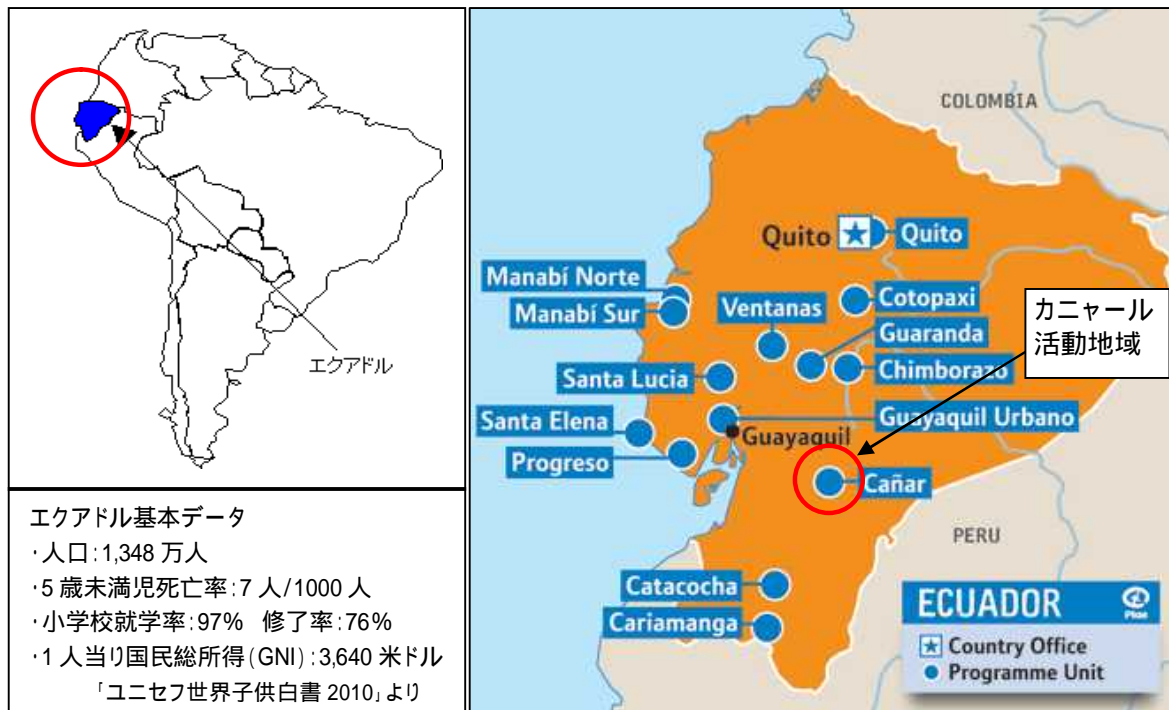 エクアドル
エクアドル基本データ
・人口：1,348 万人
・5 歳未満児死亡率：7 人/1000 人
・小学校就学率：97%　修了率：76%
・1 人当り国民総所得(GNI)：3,640 米ドル
「ユニセフ世界子供白書 2010」より
COLOMBIA
Quito
Quito
Manabí Norte
Manabí Sur
Ventanas
Cotopaxi
Guaranda
Chimborazo
カニャール
活動地域
Santa Lucia
Santa Elena
Guayaquil Urbano
Guayaquil
Progreso
Cañar
PERU
Catacocha
Cariamanga
ECUADOR
Plan
Country Office
Programme Unit